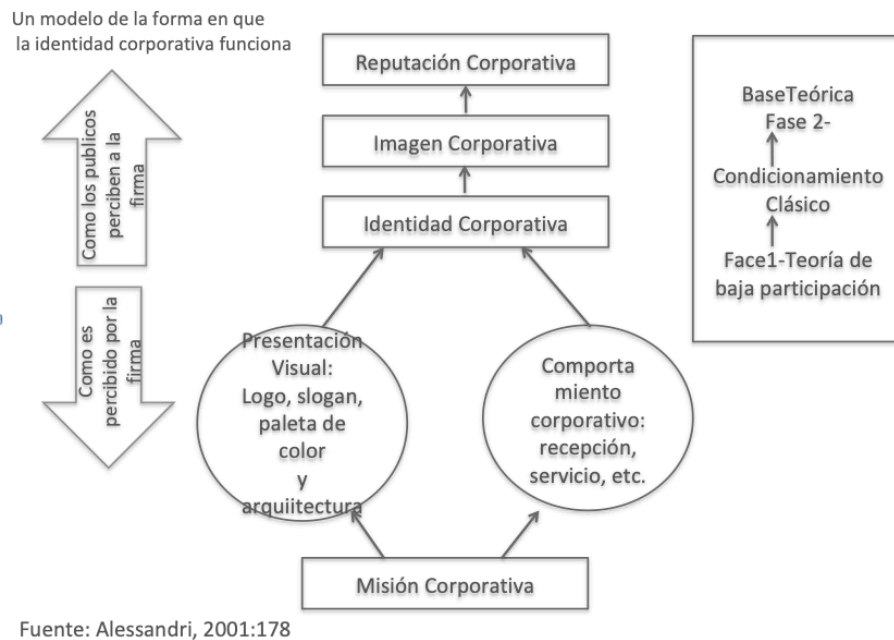 Un modelo de la forma en que
la identidad corporativa funciona
Como los publicos
perciben a la
firma
Como es
percibido por la
firma
Reputación Corporativa
Imagen Corporativa
Identidad Corporativa
Presentación
Visual:
Logo, slogan,
paleta de
color
y
arquiitectura
Comporta
miento
corporativo:
recepción,
servicio, etc.
Misión Corporativa
BaseTeórica
Fase 2-
Condicionamiento
Clásico
Face1-Teoría de
baja participación
Fuente: Alessandri, 2001:178